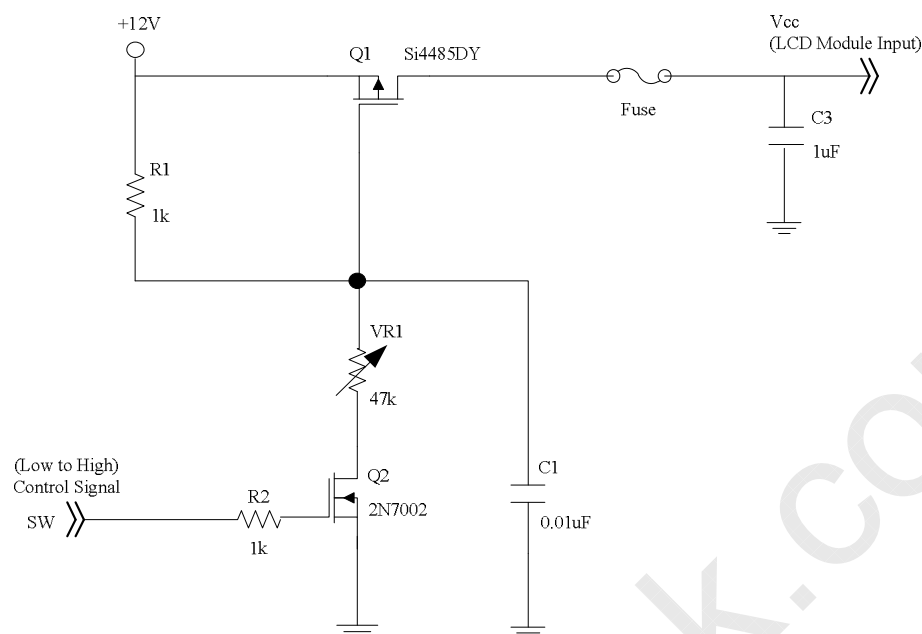 +12V
Q1
Si4485DY
Vcc
(LCD Module Input)
Fuse
C3
1uF
R1
1k
VR1
47k
(Low to High)
Control Signal
SW
R2
1k
Q2
2N7002
C1
0.01uF
k.co